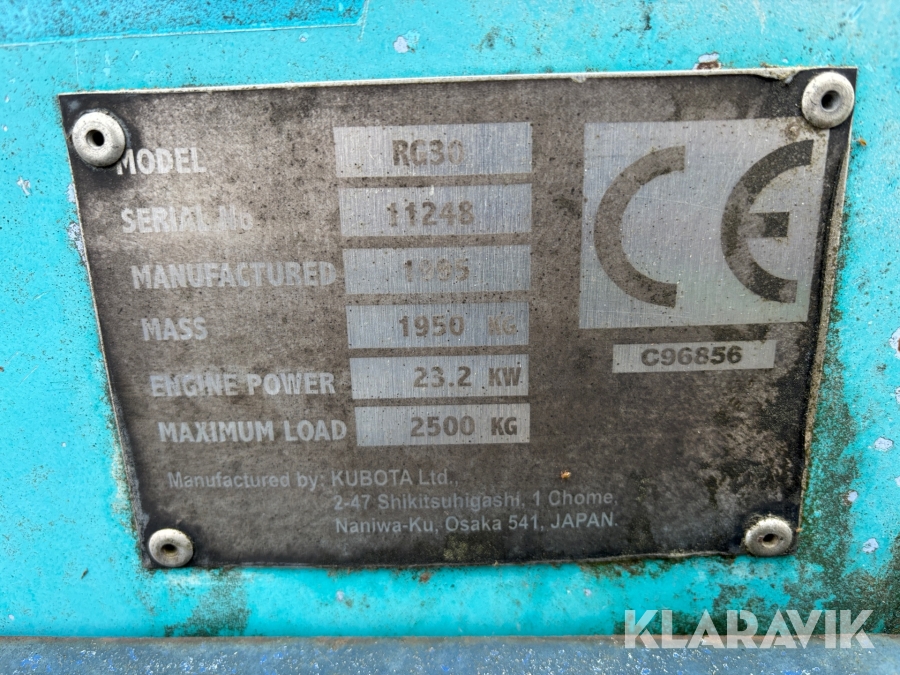 MODEL RG30
SERIAL No 11248
MANUFACTURED
MASS 1950 KG
ENGINE POWER 23.2 KW
MAXIMUM LOAD 2500 KG
CE
C96856
Manufactured by: KUBOTA Ltd.,
2-47 Shikitsuhigashi, 1 Chome,
Naniwa-Ku, Osaka 541, JAPAN.
KLARAVIK